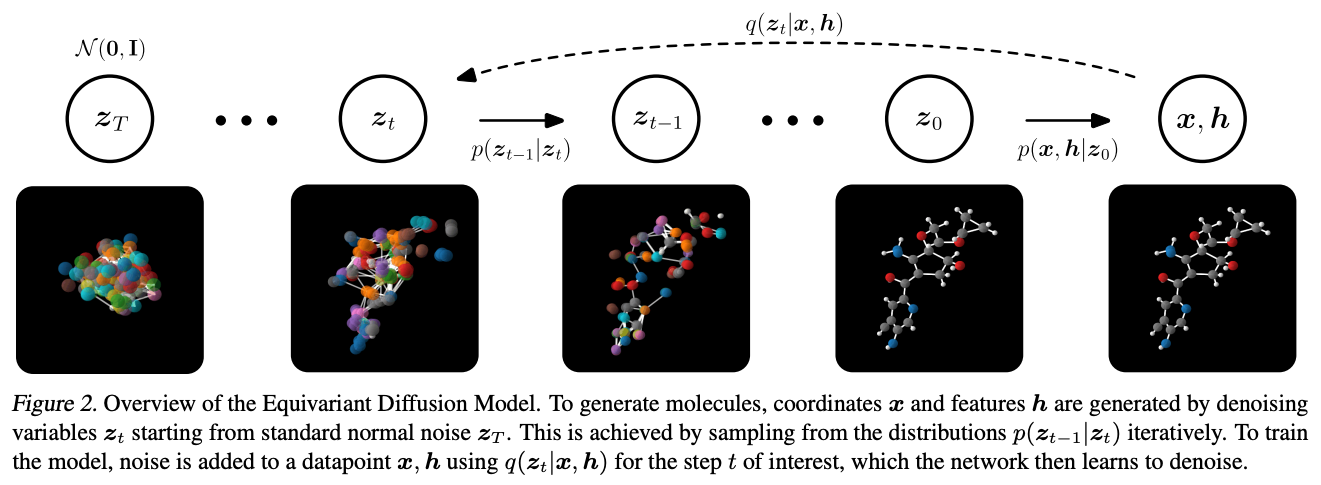 q(z_t|x, h)
N(0, I)
z_T
z_t
z_{t−1}
z_0
x, h
p(z_{t−1}|z_t)
p(x, h|z_0)
Figure 2. Overview of the Equivariant Diffusion Model. To generate molecules, coordinates x and features h are generated by denoising
variables z_t starting from standard normal noise z_T. This is achieved by sampling from the distributions p(z_{t−1}|z_t) iteratively. To train
the model, noise is added to a datapoint x, h using q(z_t|x, h) for the step t of interest, which the network then learns to denoise.